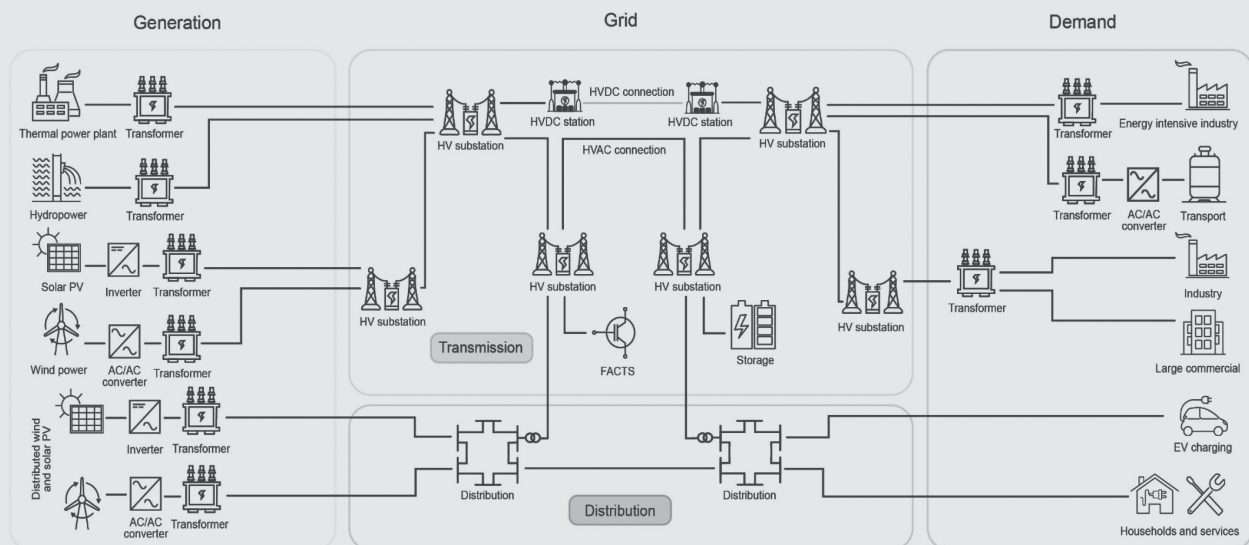 Generation
Grid
Demand
Thermal power plant
Transformer
Hydropower
Transformer
Solar PV
Inverter
Transformer
Wind power
AC/AC
converter
Transformer
Distributed wind
and solar PV
Inverter
Transformer
AC/AC
converter
Transformer
HV substation
HVDC station
HVDC connection
HVDC station
HV substation
HVAC connection
HV substation
HV substation
HV substation
HV substation
Transmission
FACTS
Storage
Distribution
Distribution
Distribution
Transformer
Energy intensive industry
Transformer
AC/AC
converter
Transport
Transformer
Industry
Large commercial
EV charging
Households and services